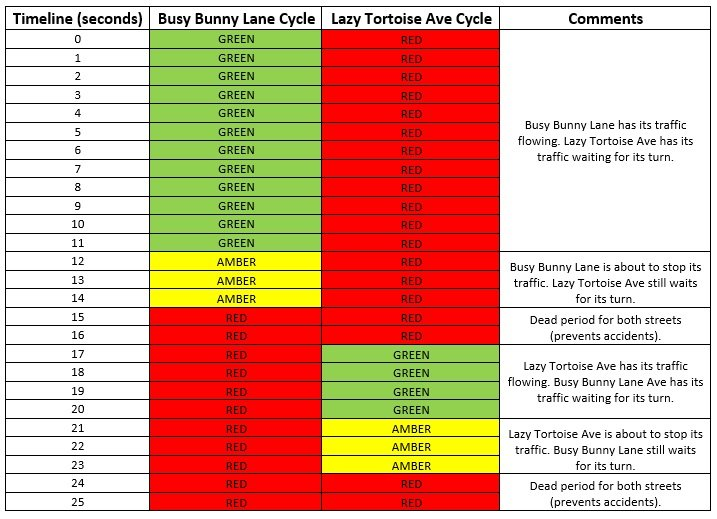 Timeline (seconds) Busy Bunny Lane Cycle Lazy Tortoise Ave Cycle Comments
0 GREEN RED
1 GREEN RED
2 GREEN RED
3 GREEN RED
4 GREEN RED
5 GREEN RED
6 GREEN RED
7 GREEN RED
8 GREEN RED
9 GREEN RED
10 GREEN RED
11 GREEN RED
Busy Bunny Lane has its traffic
flowing. Lazy Tortoise Ave has its
traffic waiting for its turn.
12 AMBER RED
13 AMBER RED
14 AMBER RED
Busy Bunny Lane is about to stop its
traffic. Lazy Tortoise Ave still waits
for its turn.
15 RED RED
16 RED RED
Dead period for both streets
(prevents accidents).
17 RED GREEN
18 RED GREEN
19 RED GREEN
20 RED GREEN
Lazy Tortoise Ave has its traffic
flowing. Busy Bunny Lane Ave has its
traffic waiting for its turn.
21 RED AMBER
22 RED AMBER
23 RED AMBER
Lazy Tortoise Ave is about to stop its
traffic. Busy Bunny Lane still waits
for its turn.
24 RED RED
25 RED RED
Dead period for both streets
(prevents accidents).